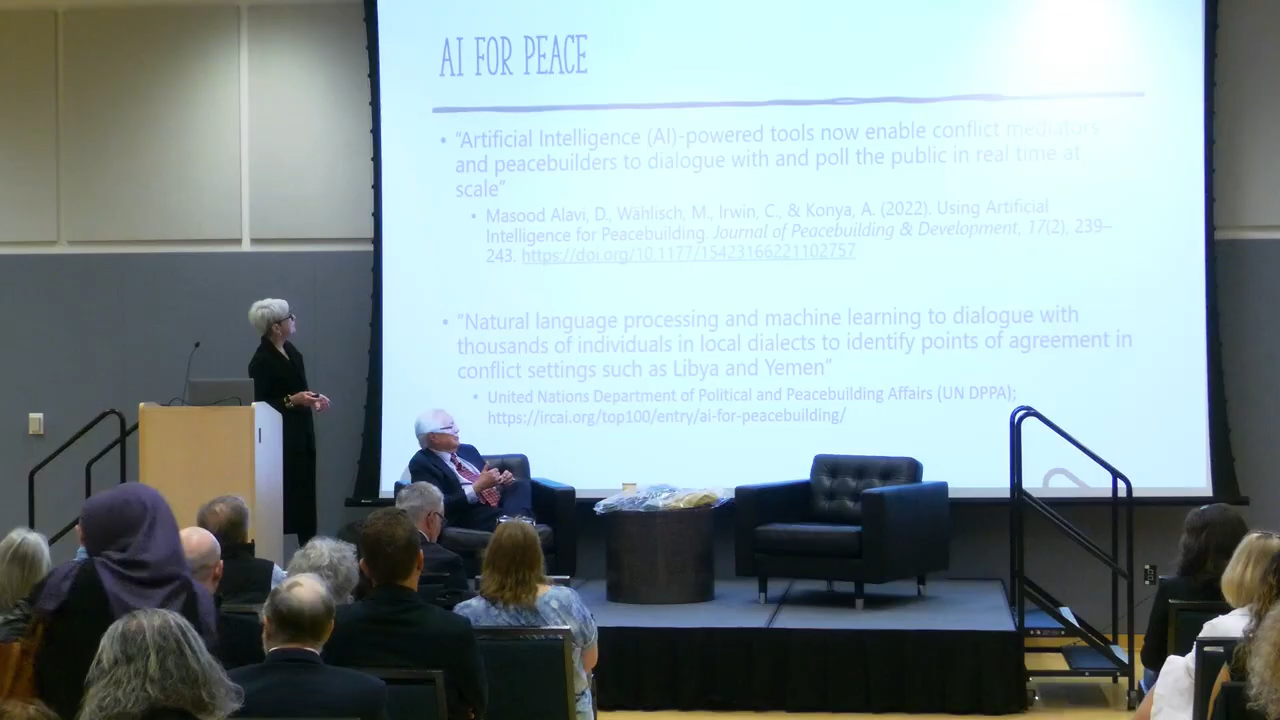 AI FOR PEACE
• "Artificial Intelligence (AI)-powered tools now enable conflict mediators
and peacebuilders to dialogue with and poll the public in real time at
scale"
• Masood Alavi, D., Wählisch, M., Irwin, C., & Konya, A. (2022). Using Artificial
Intelligence for Peacebuilding. Journal of Peacebuilding & Development, 17(2), 239–
243. https://doi.org/10.1177/15423166221102757
• "Natural language processing and machine learning to dialogue with
thousands of individuals in local dialects to identify points of agreement in
conflict settings such as Libya and Yemen"
• United Nations Department of Political and Peacebuilding Affairs (UN DPPA);
https://ircai.org/top100/entry/ai-for-peacebuilding/